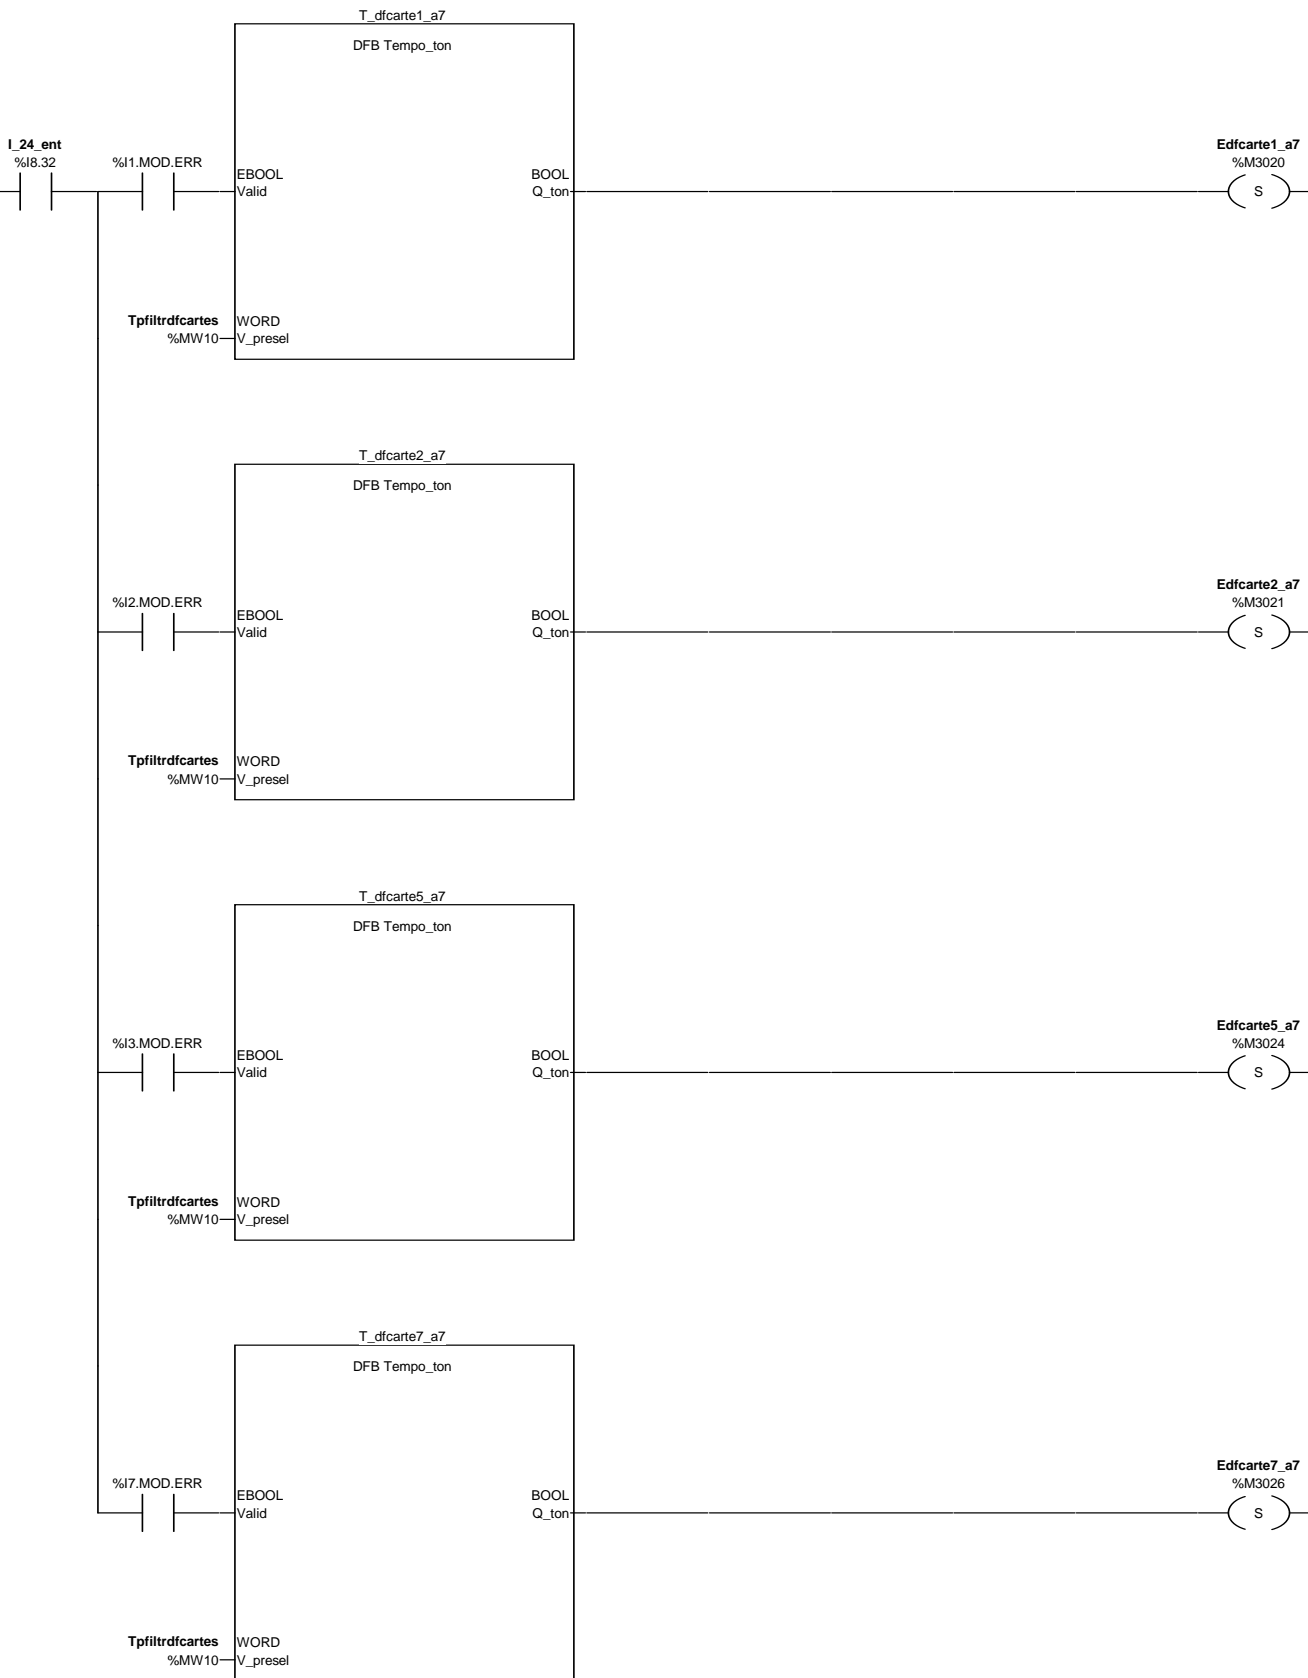 T_dfcarte1_a7
DFB Tempo_ton
I_24_ent
%I8.32
%I1.MOD.ERR
EBOOL
Valid
BOOL
Q_ton
Edfcarte1_a7
%M3020
S
Tpfiltrdfcartes
%MW10
WORD
V_presel
T_dfcarte2_a7
DFB Tempo_ton
%I2.MOD.ERR
EBOOL
Valid
BOOL
Q_ton
Edfcarte2_a7
%M3021
S
Tpfiltrdfcartes
%MW10
WORD
V_presel
T_dfcarte5_a7
DFB Tempo_ton
%I3.MOD.ERR
EBOOL
Valid
BOOL
Q_ton
Edfcarte5_a7
%M3024
S
Tpfiltrdfcartes
%MW10
WORD
V_presel
T_dfcarte7_a7
DFB Tempo_ton
%I7.MOD.ERR
EBOOL
Valid
BOOL
Q_ton
Edfcarte7_a7
%M3026
S
Tpfiltrdfcartes
%MW10
WORD
V_presel